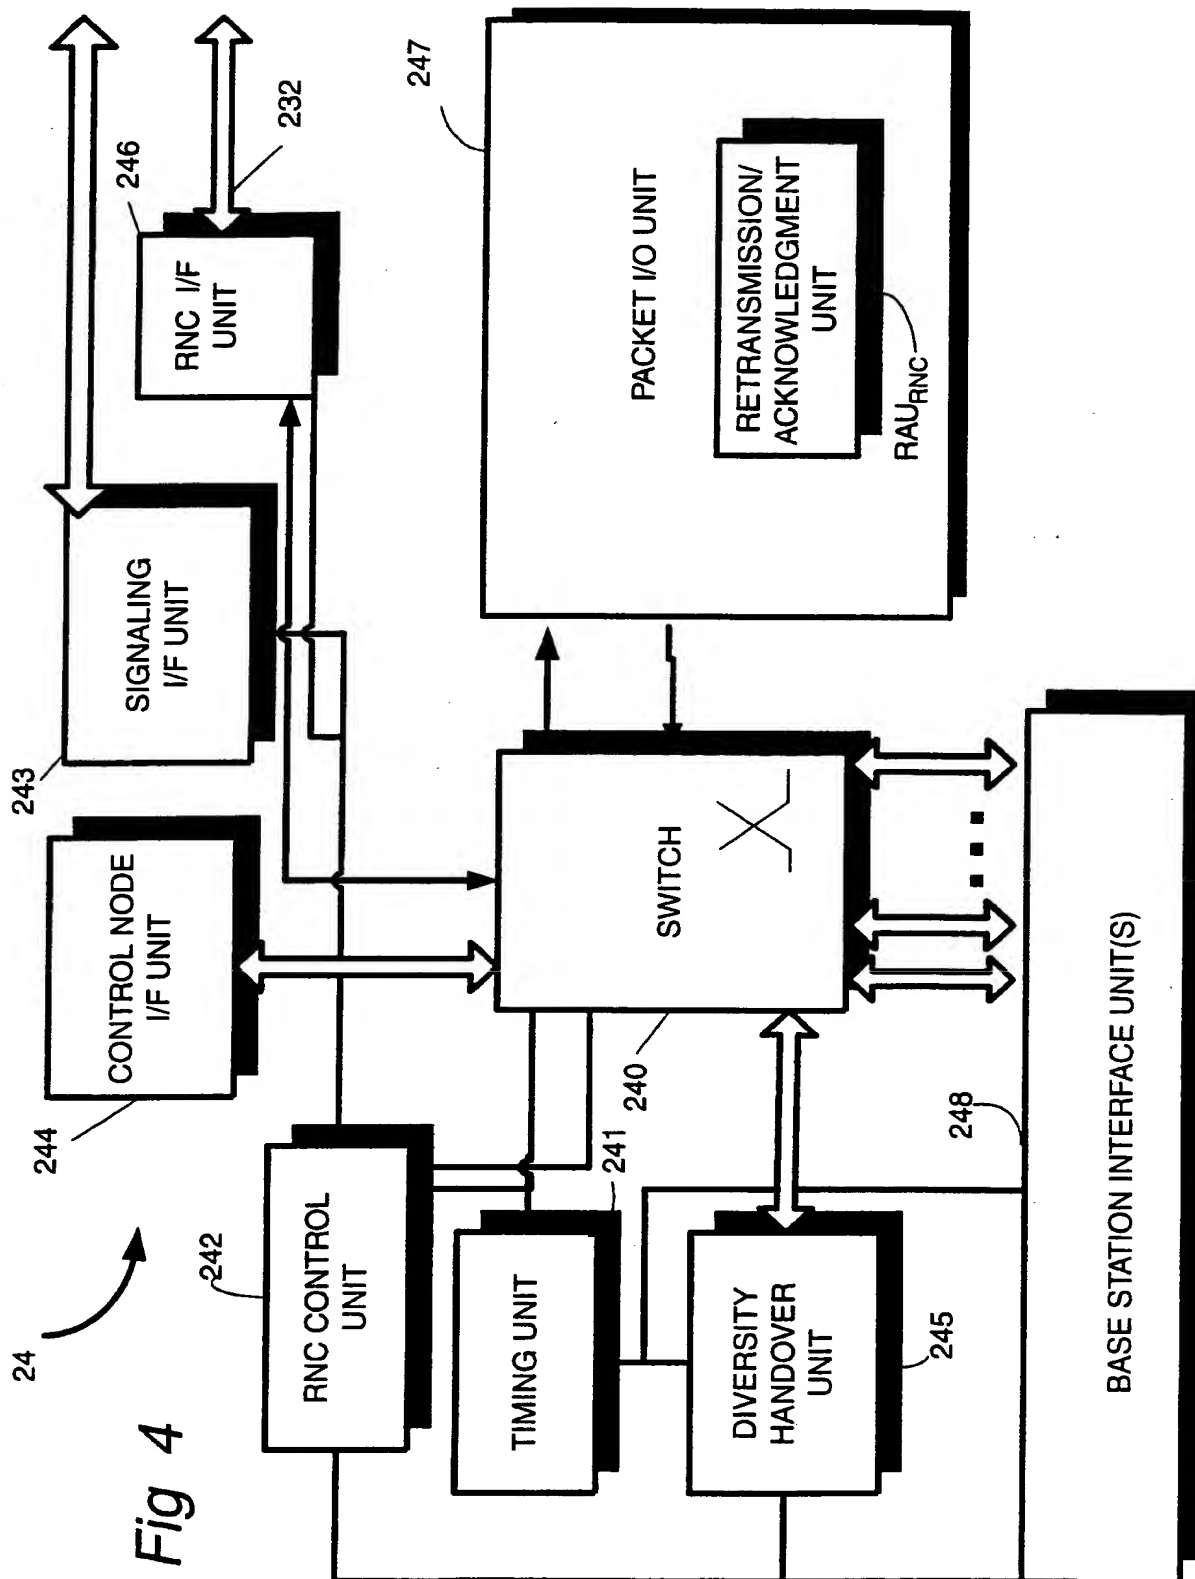 Fig 4
24
244
CONTROL NODE
I/F UNIT
243
SIGNALING
I/F UNIT
246
RNC I/F
UNIT
232
242
RNC CONTROL
UNIT
241
TIMING UNIT
240
SWITCH
247
PACKET I/O UNIT
RETRANSMISSION/
ACKNOWLEDGMENT
UNIT
RAURNC
DIVERSITY
HANDOVER
UNIT
245
248
BASE STATION INTERFACE UNIT(S)